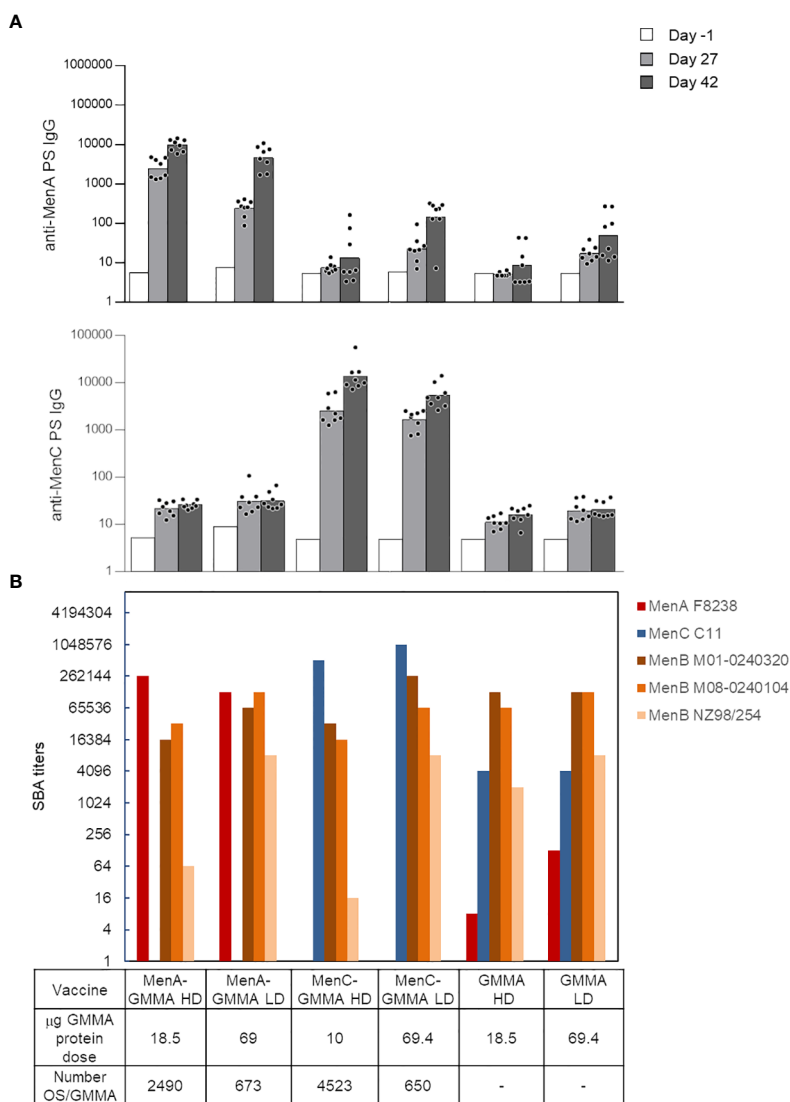 A
Day -1
Day 27
Day 42
anti-MenA PS IgG
1000000
100000
10000
1000
100
10
1
anti-MenC PS IgG
100000
10000
1000
100
10
1
B
SBA titers
4194304
1048576
262144
65536
16384
4096
1024
256
64
16
4
1
MenA F8238
MenC C11
MenB M01-0240320
MenB M08-0240104
MenB NZ98/254
Vaccine MenA-GMMA HD MenA-GMMA LD MenC-GMMA HD MenC-GMMA LD GMMA HD GMMA LD
µg GMMA protein dose 18.5 69 10 69.4 18.5 69.4
Number OS/GMMA 2490 673 4523 650 - -